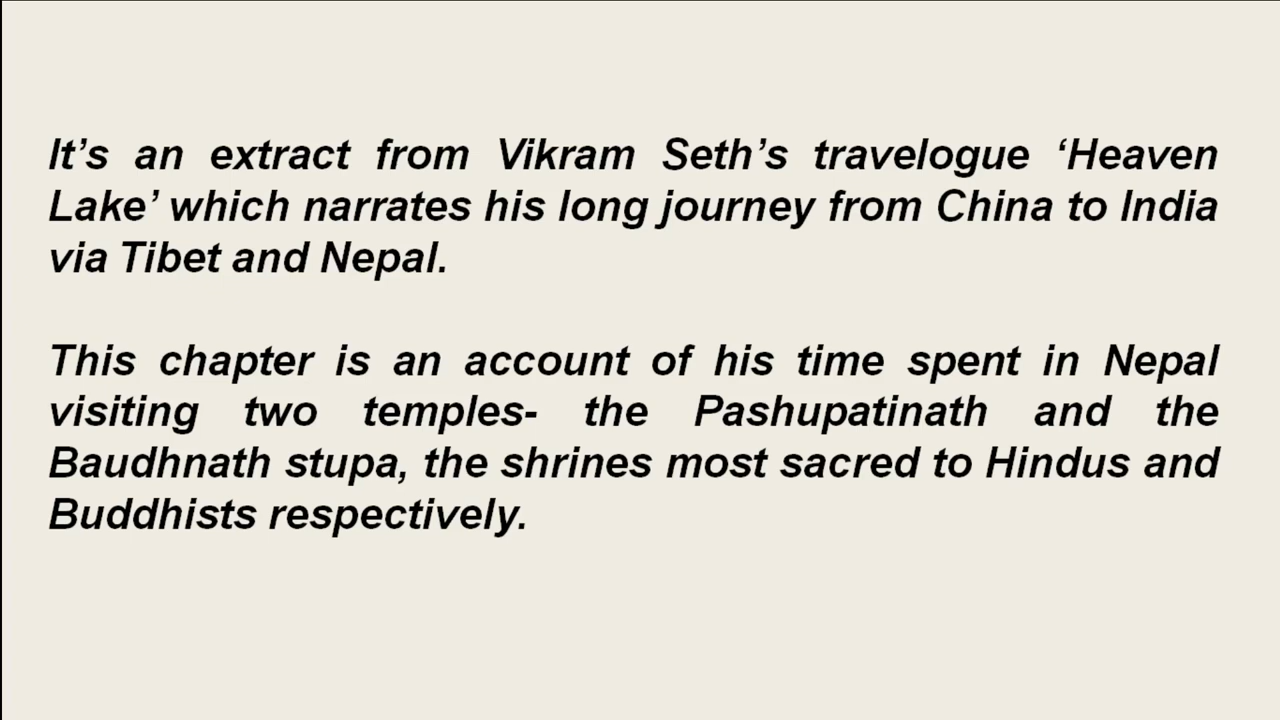 It’s an extract from Vikram Seth’s travelogue ‘Heaven
Lake’ which narrates his long journey from China to India
via Tibet and Nepal.
This chapter is an account of his time spent in Nepal
visiting two temples- the Pashupatinath and the
Baudhnath stupa, the shrines most sacred to Hindus and
Buddhists respectively.